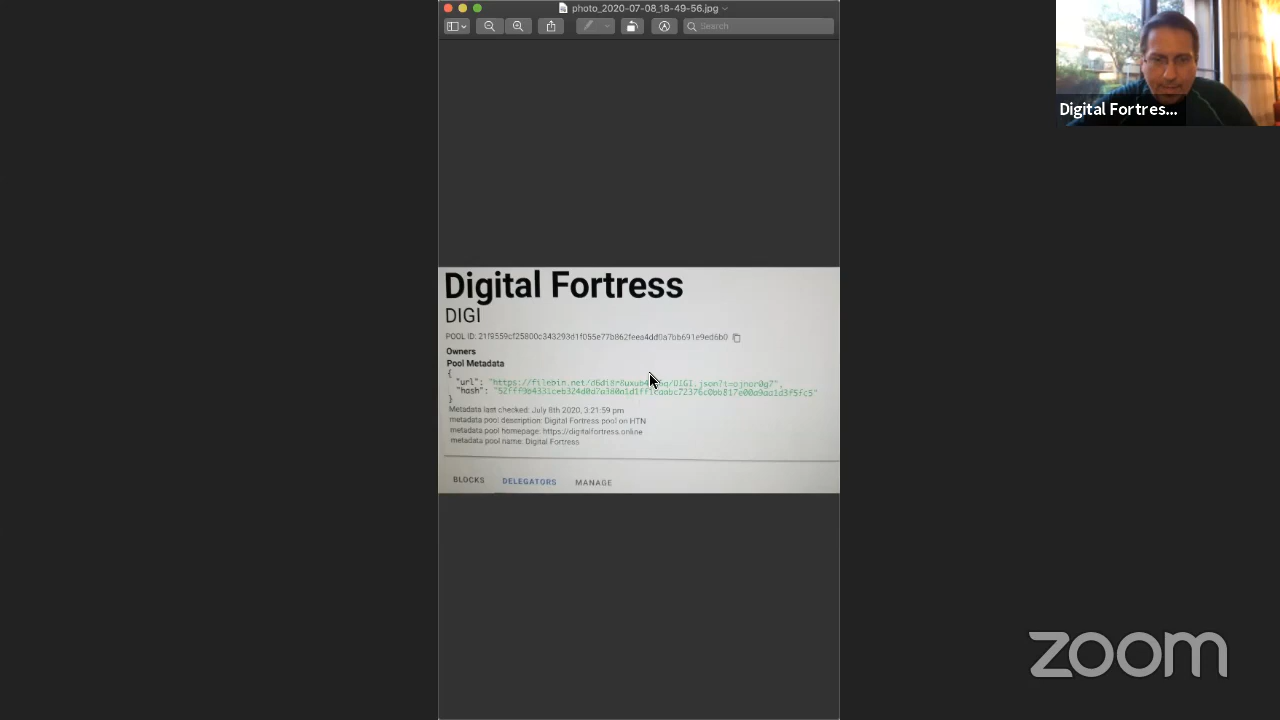 photo_2020-07-08_18-49-56.jpg
Search
Digital Fortres...
Digital Fortress
DIGI
POOL ID:
Owners
Pool Metadata
{
"url":
"hash":
}
Metadata last checked: July 8th 2020, 3:21:59 pm
metadata pool description: Digital Fortress pool on HTN
metadata pool homepage: https://digitalfortress.online
metadata pool name: Digital Fortress
BLOCKS DELEGATORS MANAGE
zoom